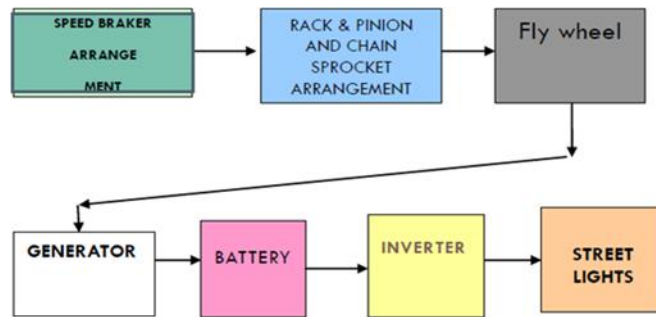 SPEED BRAKER
ARRANGE
MENT
RACK & PINION
AND CHAIN
SPROCKET
ARRANGEMENT
Fly wheel
GENERATOR
BATTERY
INVERTER
STREET
LIGHTS